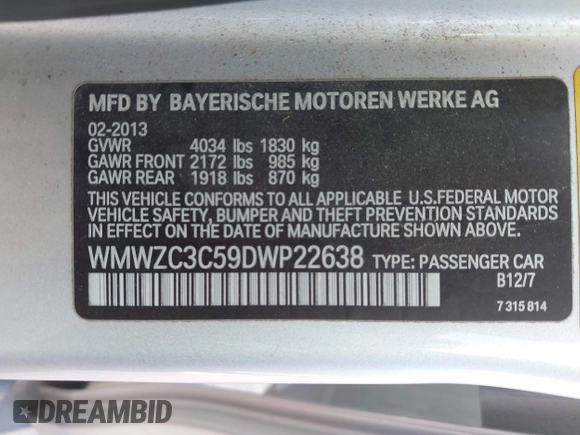 MFD BY BAYERISCHE MOTOREN WERKE AG
02-2013
GVWR 4034 lbs 1830 kg
GAWR FRONT 2172 lbs 985 kg
GAWR REAR 1918 lbs 870 kg
THIS VEHICLE CONFORMS TO ALL APPLICABLE U.S.FEDERAL MOTOR
VEHICLE SAFETY, BUMPER AND THEFT PREVENTION STANDARDS
IN EFFECT ON THE DATE OF MANUFACTURE SHOWN ABOVE.
WMWZC3C59DWP22638 TYPE: PASSENGER CAR
B12/7
7 315 814
DREAMBID